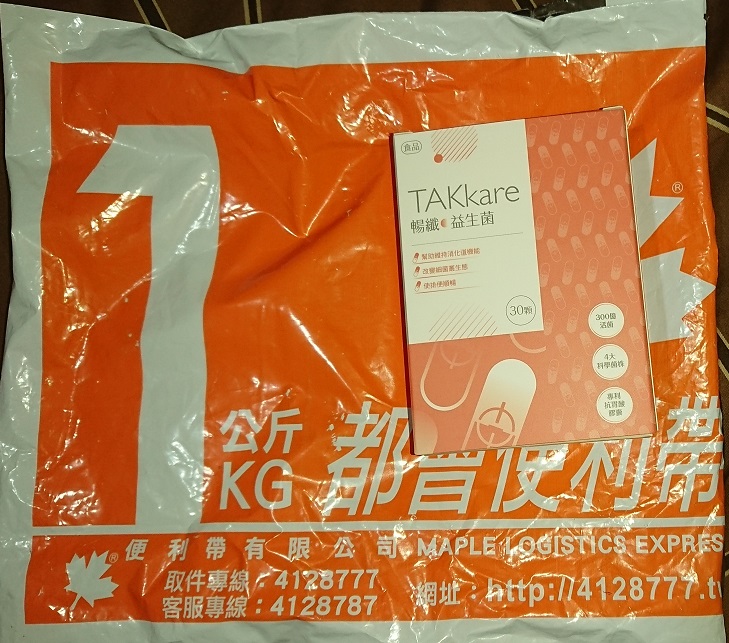 1
公斤
KG
都會便利帶
®
食品
TAKkare
暢纖益生菌
幫助維持消化道機能
改變細菌叢生態
使排便順暢
30顆
300億
活菌
4大
科學菌株
專利
抗胃酸
膠囊
®
便利帶有限公司 MAPLE LOGISTICS EXPRES
取件專線：4128777
客服專線：4128787
網址：http://4128777.tw